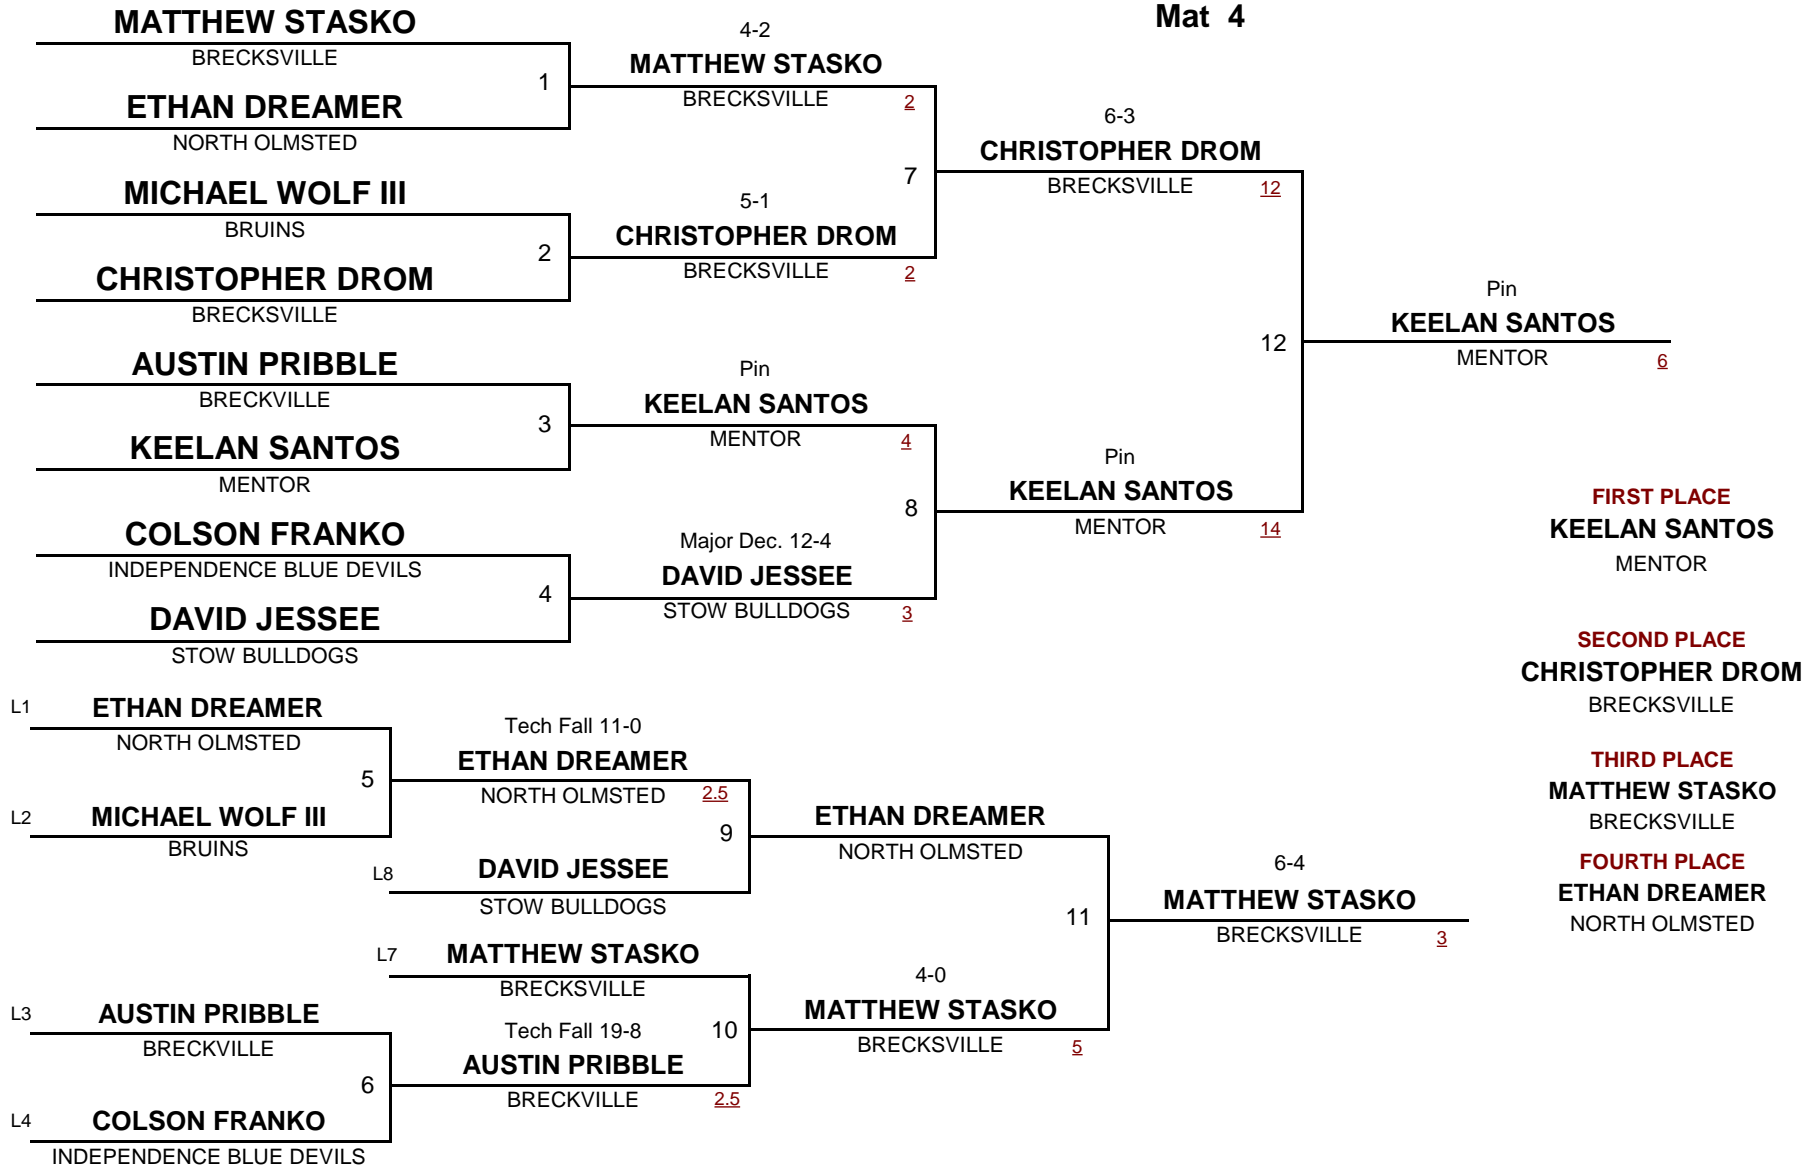 Mat 4
MATTHEW STASKO
BRECKSVILLE
1
ETHAN DREAMER
NORTH OLMSTED
MICHAEL WOLF III
BRUINS
2
CHRISTOPHER DROM
BRECKSVILLE
AUSTIN PRIBBLE
BRECKVILLE
3
KEELAN SANTOS
MENTOR
COLSON FRANKO
INDEPENDENCE BLUE DEVILS
4
DAVID JESSEE
STOW BULLDOGS
4-2
MATTHEW STASKO
BRECKSVILLE 2
7
5-1
CHRISTOPHER DROM
BRECKSVILLE 2
Pin
KEELAN SANTOS
MENTOR 4
8
Major Dec. 12-4
DAVID JESSEE
STOW BULLDOGS 3
6-3
CHRISTOPHER DROM
BRECKSVILLE 12
12
Pin
KEELAN SANTOS
MENTOR 14
Pin
KEELAN SANTOS
MENTOR 6
FIRST PLACE
KEELAN SANTOS
MENTOR
SECOND PLACE
CHRISTOPHER DROM
BRECKSVILLE
THIRD PLACE
MATTHEW STASKO
BRECKSVILLE
FOURTH PLACE
ETHAN DREAMER
NORTH OLMSTED
L1 ETHAN DREAMER
NORTH OLMSTED
5
L2 MICHAEL WOLF III
BRUINS
L3 AUSTIN PRIBBLE
BRECKVILLE
6
L4 COLSON FRANKO
INDEPENDENCE BLUE DEVILS
Tech Fall 11-0
ETHAN DREAMER
NORTH OLMSTED 2.5
9
L8 DAVID JESSEE
STOW BULLDOGS
L7 MATTHEW STASKO
BRECKSVILLE
Tech Fall 19-8 10
AUSTIN PRIBBLE
BRECKVILLE 2.5
ETHAN DREAMER
NORTH OLMSTED
11
4-0
MATTHEW STASKO
BRECKSVILLE 5
6-4
MATTHEW STASKO
BRECKSVILLE 3